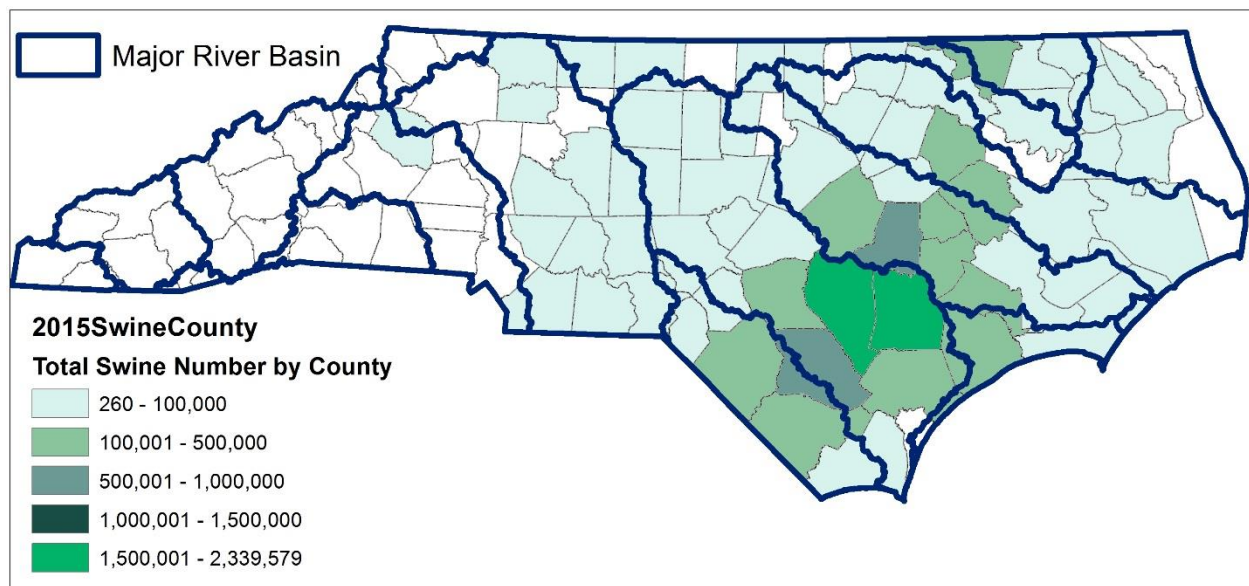 Major River Basin
2015SwineCounty
Total Swine Number by County
260 - 100,000
100,001 - 500,000
500,001 - 1,000,000
1,000,001 - 1,500,000
1,500,001 - 2,339,579